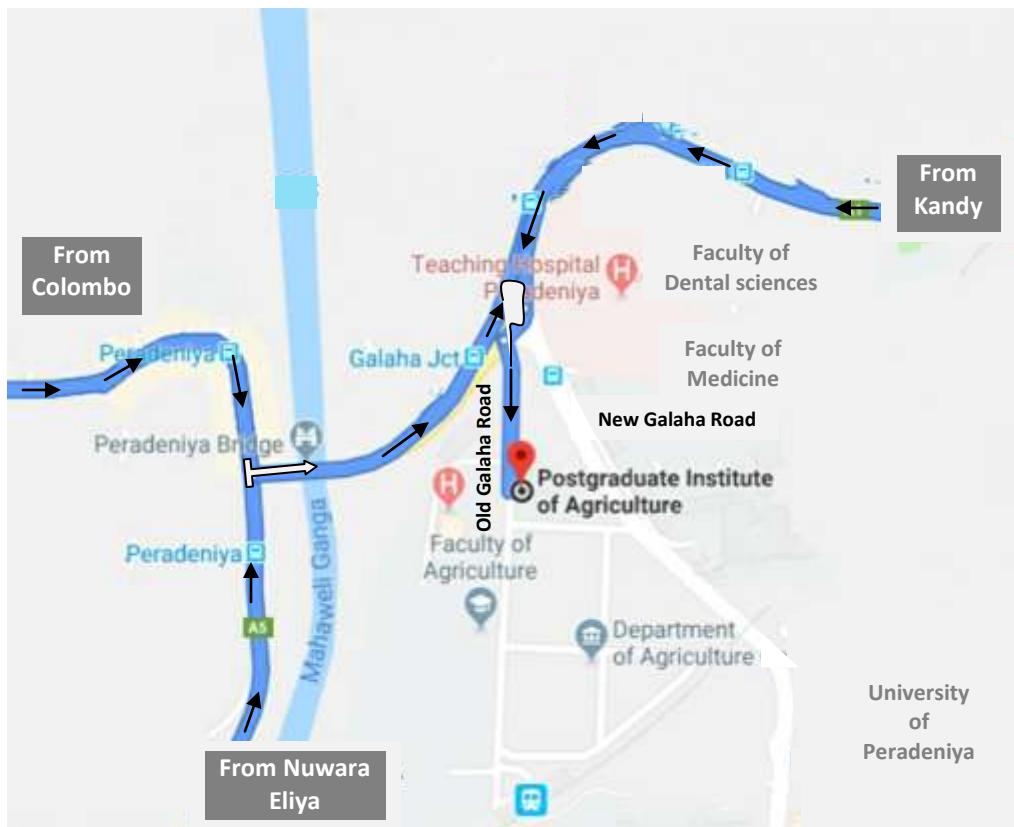 From
Kandy
From
Colombo
Faculty of
Dental sciences
Teaching Hospital
Peradeniya
H
Peradeniya
Galaha Jct
Faculty of
Medicine
New Galaha Road
Peradeniya Bridge
Old Galaha Road
Postgraduate Institute
of Agriculture
H
Peradeniya
Mahaweli Ganga
Faculty of
Agriculture
A5
Department
of Agriculture
University
of
Peradeniya
From Nuwara
Eliya